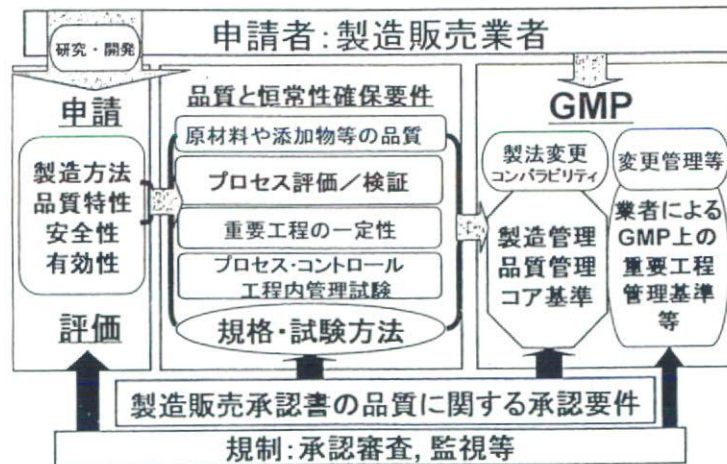 申請者:製造販売業者
研究・開発
申請
製造方法
品質特性
安全性
有効性
評価
品質と恒常性確保要件
原材料や添加物等の品質
プロセス評価/検証
重要工程の一定性
プロセス・コントロール
工程内管理試験
規格・試験方法
GMP
製法変更
コンパラビリティ
製造管理
品質管理
コア基準
変更管理等
業者による
GMP上の
重要工程
管理基準
等
製造販売承認書の品質に関する承認要件
規制:承認審査,監視等